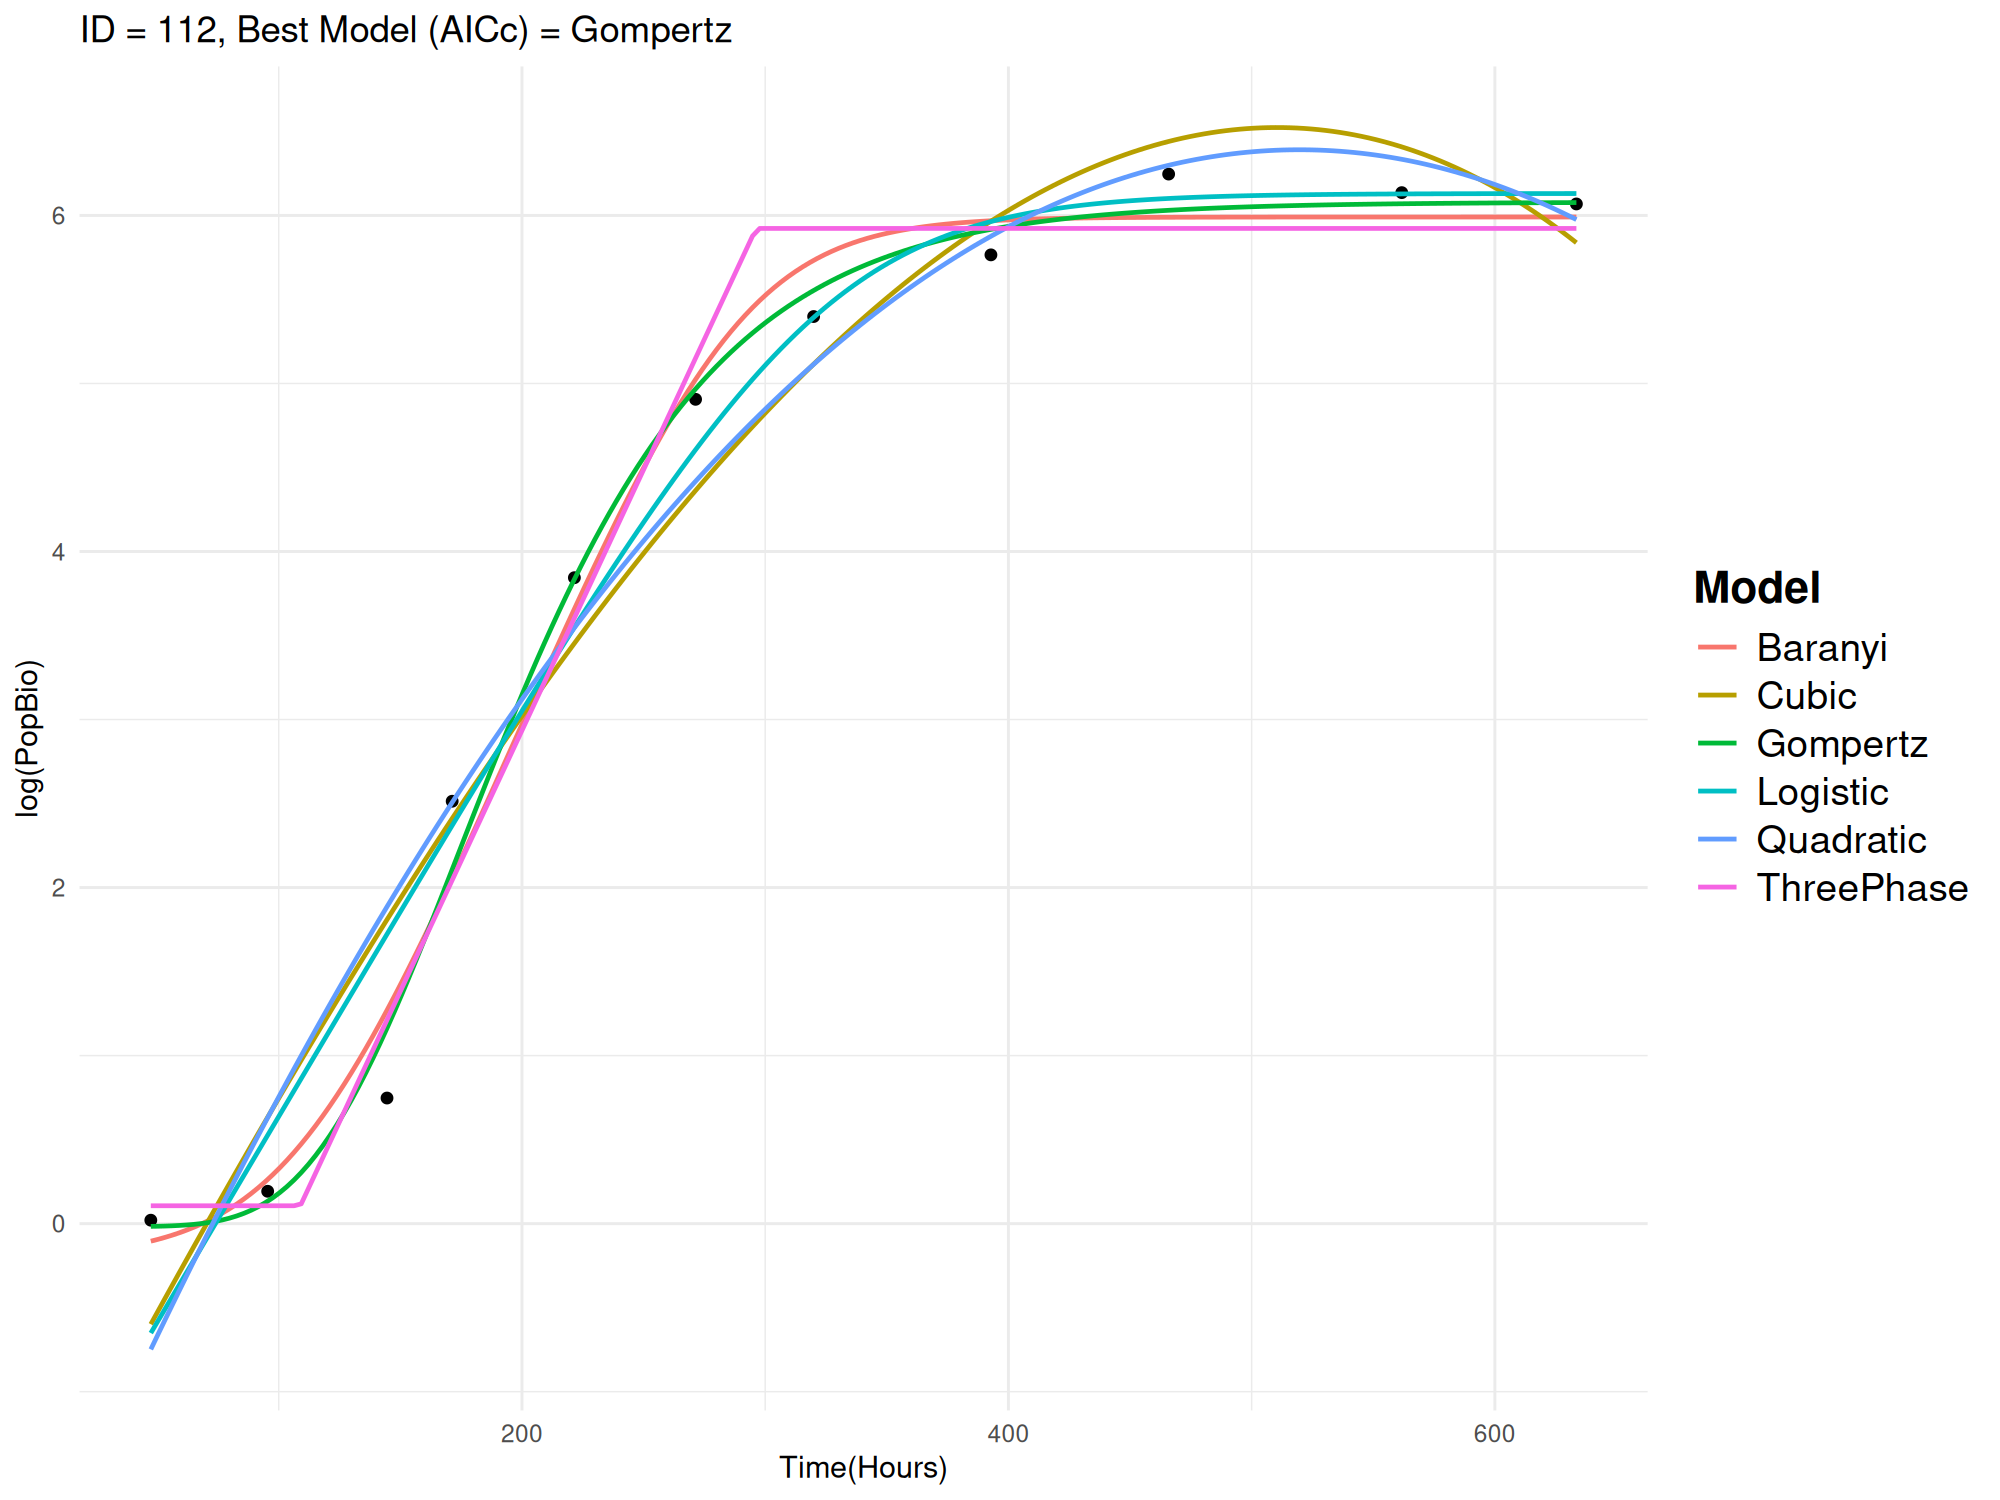 ID = 112, Best Model (AICc) = Gompertz
log(PopBio)
6
4
2
0
200
400
600
Time(Hours)
Model
Baranyi
Cubic
Gompertz
Logistic
Quadratic
ThreePhase